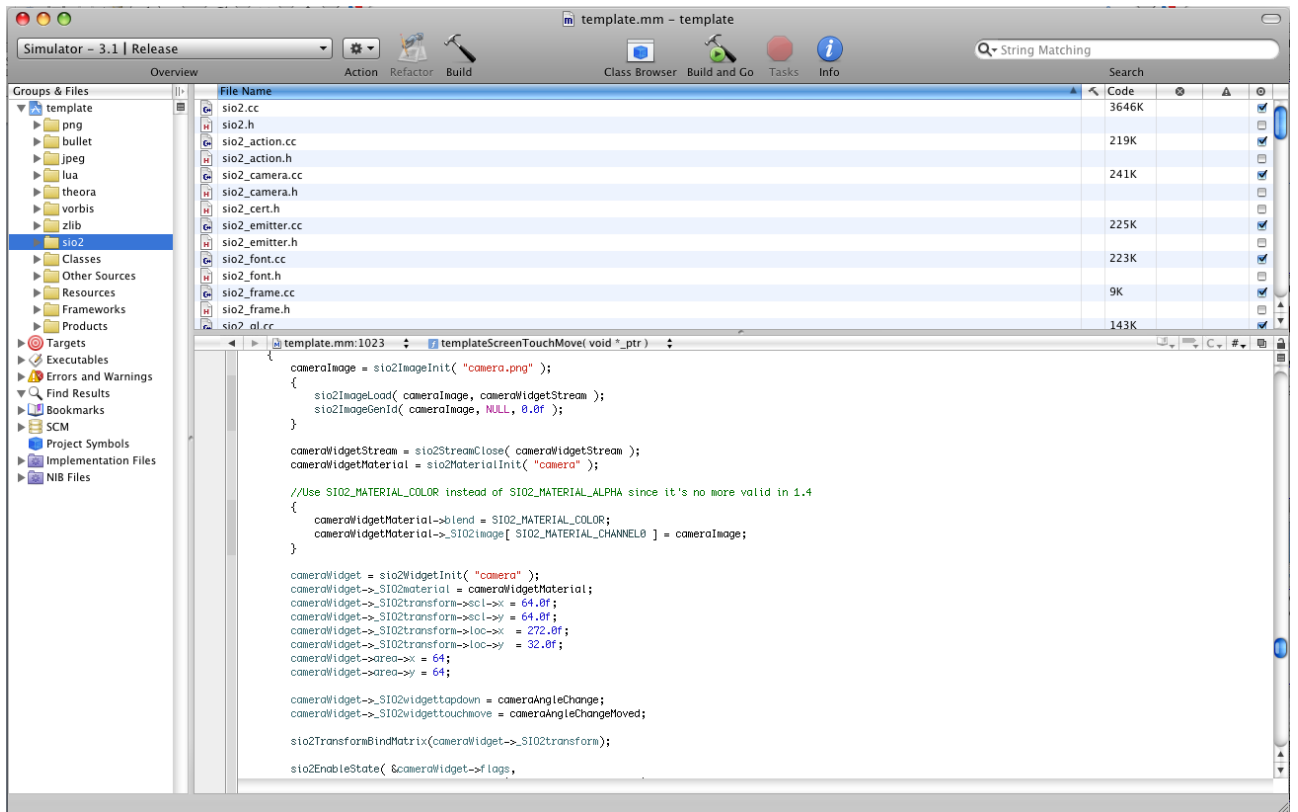 template.mm – template
Simulator – 3.1 | Release
String Matching
Overview
Action
Refactor
Build
Class Browser
Build and Go
Tasks
Info
Search
Groups & Files
template
png
bullet
jpeg
lua
theora
vorbis
zlib
sio2
Classes
Other Sources
Resources
Frameworks
Products
Targets
Executables
Errors and Warnings
Find Results
Bookmarks
SCM
Project Symbols
Implementation Files
NIB Files
File Name Code
sio2.cc 3646K
sio2.h
sio2_action.cc 219K
sio2_action.h
sio2_camera.cc 241K
sio2_camera.h
sio2_cert.h
sio2_emitter.cc 225K
sio2_emitter.h
sio2_font.cc 223K
sio2_font.h
sio2_frame.cc 9K
sio2_frame.h
sio2_gl.cc 143K
template.mm:1023 templateScreenTouchMove( void *_ptr ) C #
{
cameraImage = sio2ImageInit( "camera.png" );
{
sio2ImageLoad( cameraImage, cameraWidgetStream );
sio2ImageGenId( cameraImage, NULL, 0.0f );
}
cameraWidgetStream = sio2StreamClose( cameraWidgetStream );
cameraWidgetMaterial = sio2MaterialInit( "camera" );
//Use SIO2_MATERIAL_COLOR instead of SIO2_MATERIAL_ALPHA since it's no more valid in 1.4
{
cameraWidgetMaterial->blend = SIO2_MATERIAL_COLOR;
cameraWidgetMaterial->_SIO2image[ SIO2_MATERIAL_CHANNEL0 ] = cameraImage;
}
cameraWidget = sio2WidgetInit( "camera" );
cameraWidget->_SIO2material = cameraWidgetMaterial;
cameraWidget->_SIO2transform->scl->x = 64.0f;
cameraWidget->_SIO2transform->scl->y = 64.0f;
cameraWidget->_SIO2transform->loc->x  = 272.0f;
cameraWidget->_SIO2transform->loc->y  = 32.0f;
cameraWidget->area->x = 64;
cameraWidget->area->y = 64;
cameraWidget->_SIO2widgettapdown = cameraAngleChange;
cameraWidget->_SIO2widgettouchmove = cameraAngleChangeMoved;
sio2TransformBindMatrix(cameraWidget->_SIO2transform);
sio2EnableState( &cameraWidget->flags,